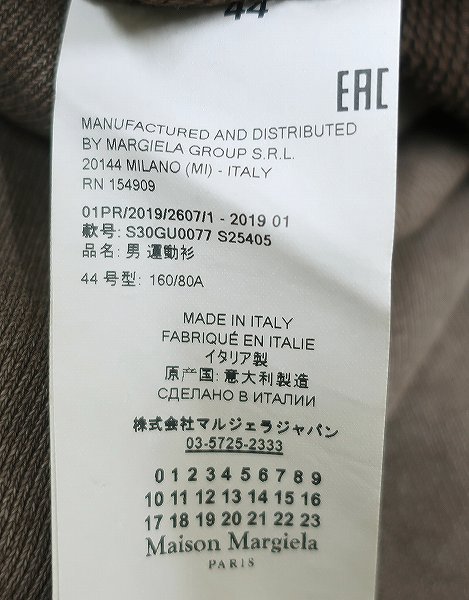 44
EAC
MANUFACTURED AND DISTRIBUTED
BY MARGIELA GROUP S.R.L.
20144 MILANO (MI) - ITALY
RN 154909
01PR/2019/2607/1 - 2019 01
款号: S30GU0077 S25405
品名: 男 運動衫
44 号型: 160/80A
MADE IN ITALY
FABRIQUÉ EN ITALIE
イタリア製
原产国: 意大利製造
СДЕЛАНО В ИТАЛИИ
株式会社マルジェラジャパン
03-5725-2333
0 1 2 3 4 5 6 7 8 9
10 11 12 13 14 15 16
17 18 19 20 21 22 23
Maison Margiela
PARIS